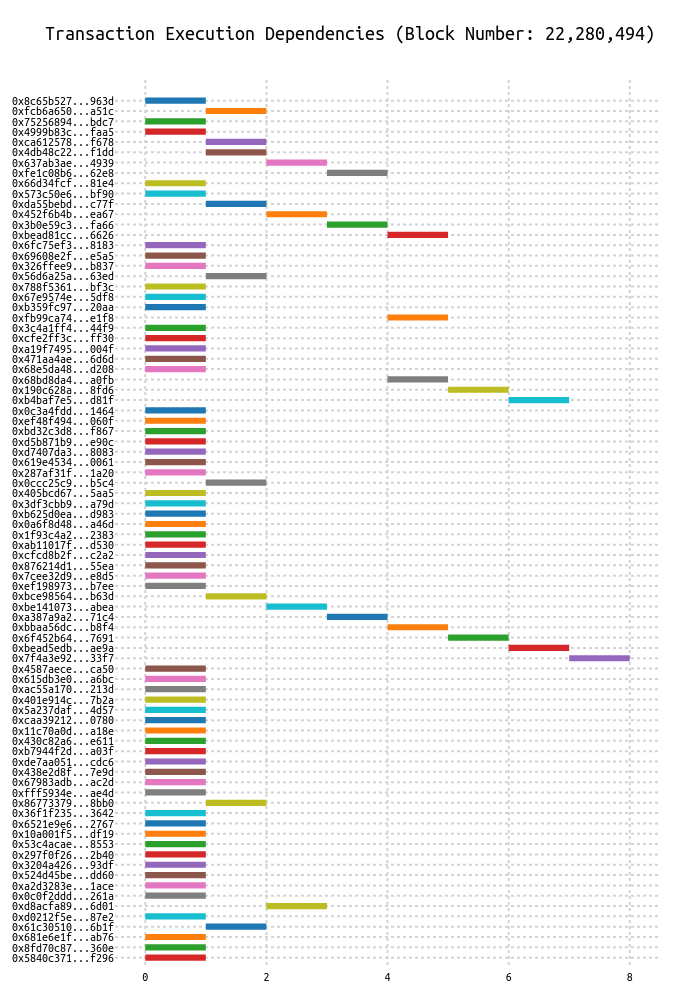 Transaction Execution Dependencies (Block Number: 22,280,494)
0x8c65b527...963d
0xfcb6a650...a51c
0x75256894...bdc7
0x4999b83c...faa5
0xca612578...f678
0x4db48c22...f1dd
0x637ab3ae...4939
0xfe1c08b6...62e8
0x66d34fcf...81e4
0x573c50e6...bf90
0xda55bebd...c77f
0x452f6b4b...ea67
0x3b0e59c3...fa66
0xbead81cc...6626
0x6fc75ef3...8183
0x69608e2f...e5a5
0x326ffee9...b837
0x56d6a25a...63ed
0x788f5361...bf3c
0x67e9574e...5df8
0xb359fc97...20aa
0xfb99ca74...e1f8
0x3c4a1ff4...44f9
0xcfe2ff3c...ff30
0xa19f7495...004f
0x471aa4ae...6d6d
0x68e5da48...d208
0x68bd8da4...a0fb
0x190c628a...8fd6
0xb4baf7e5...d81f
0x0c3a4fdd...1464
0xef48f494...060f
0xbd32c3d8...f867
0xd5b871b9...e90c
0xd7407da3...8083
0x619e4534...0061
0x287af31f...1a20
0x0ccc25c9...b5c4
0x405bcd67...5aa5
0x3df3cbb9...a79d
0xb625d0ea...d983
0x0a6f8d48...a46d
0x1f93c4a2...2383
0xab11017f...d530
0xcfcd8b2f...c2a2
0x876214d1...55ea
0x7cee32d9...e8d5
0xef198973...b7ee
0xbce98564...b63d
0xbe141073...abea
0xa387a9a2...71c4
0xbbaa56dc...b8f4
0x6f452b64...7691
0xbead5edb...ae9a
0x7f4a3e92...33f7
0x4587aece...ca50
0x615db3e0...a6bc
0xac55a170...213d
0x401e914c...7b2a
0x5a237daf...4d57
0xcaa39212...0780
0x11c70a0d...a18e
0x430c82a6...e611
0xb7944f2d...a03f
0xde7aa051...cdc6
0x438e2d8f...7e9d
0x67983adb...ac2d
0xfff5934e...ae4d
0x86773379...8bb0
0x36f1f235...3642
0x6521e9e6...2767
0x10a001f5...df19
0x53c4acae...8553
0x297f0f26...2b40
0x3204a426...93df
0x524d45be...dd60
0xa2d3283e...1ace
0x0c0f2ddd...261a
0xd8acfa89...6d01
0xd0212f5e...87e2
0x61c30510...6b1f
0x681e6e1f...ab76
0x8fd70c87...360e
0x5840c371...f296
0 2 4 6 8